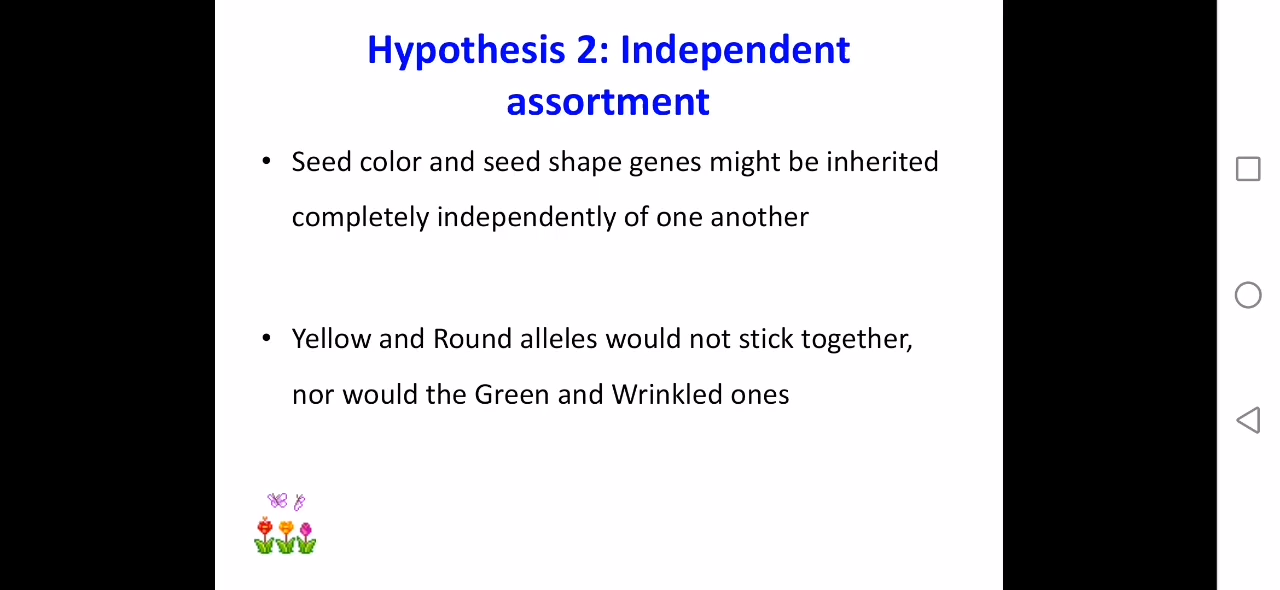 Hypothesis 2: Independent
assortment
• Seed color and seed shape genes might be inherited
completely independently of one another
• Yellow and Round alleles would not stick together,
nor would the Green and Wrinkled ones